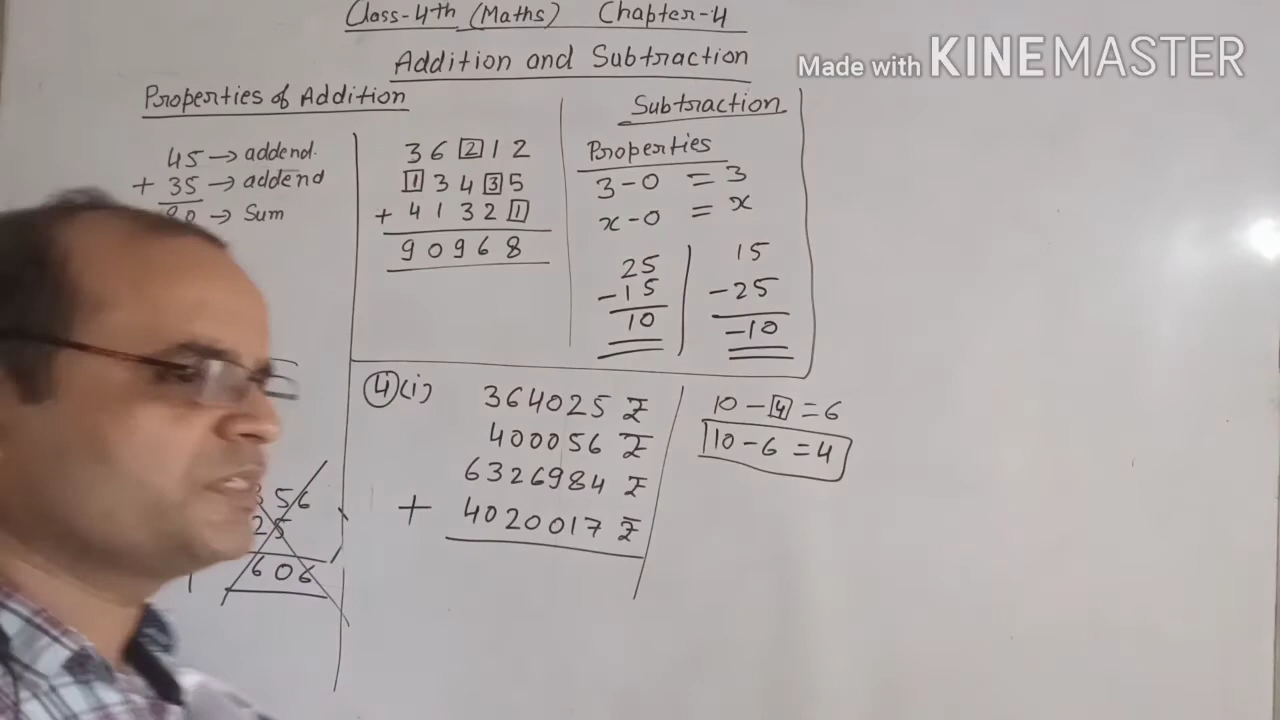 Class-4th (Maths) Chapter-4
Addition and Subtraction
Made with KINEMASTER
Properties of Addition
45 → addend.
+ 35 → addend
80 → Sum
3 6 2 1 2
1 3 4 3 5
+ 4 1 3 2 1
9 0 9 6 8
Subtraction
Properties
3 - 0 = 3
x - 0 = x
25
- 15
10
15
- 25
- 10
4 (i)
364025 ₹
400056 ₹
6326984 ₹
+ 4020017 ₹
10 - 4 = 6
10 - 6 = 4
56
25
606